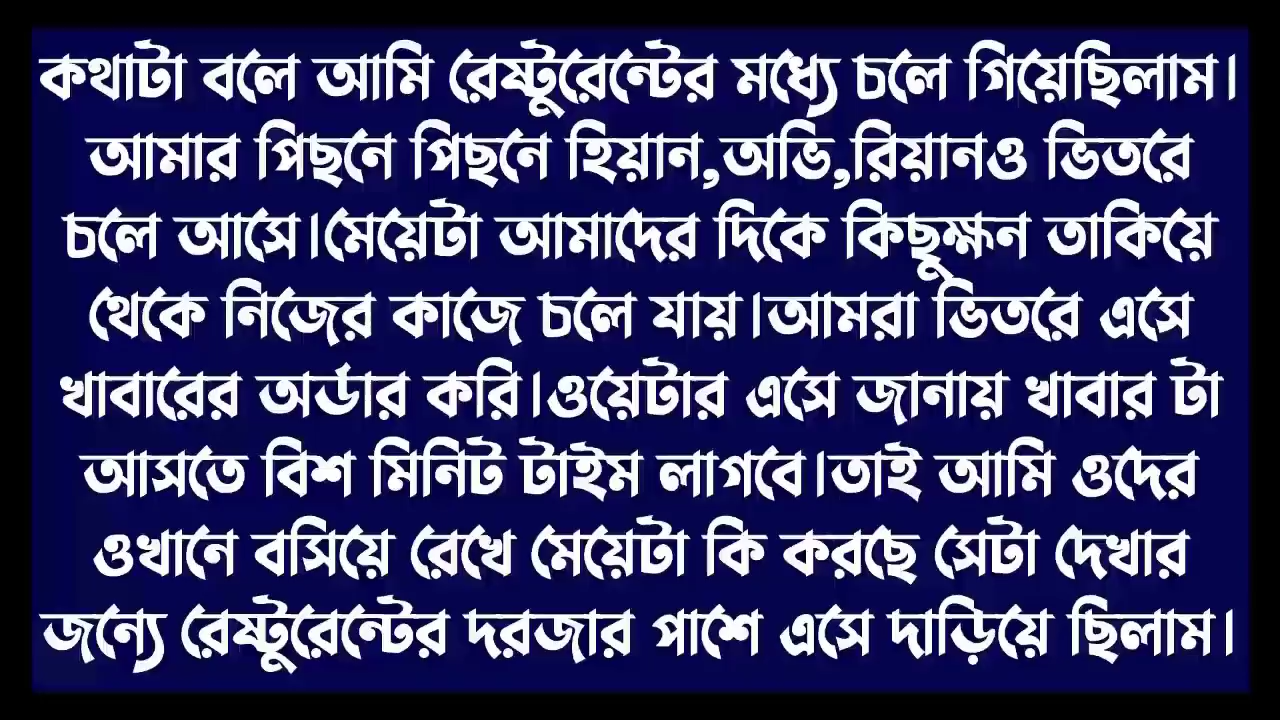 কথাটা বলে আমি রেষ্টুরেন্টের মধ্যে চলে গিয়েছিলাম।
আমার পিছনে পিছনে হিয়ান,অভি,রিয়ানও ভিতরে
চলে আসে।মেয়েটা আমাদের দিকে কিছুক্ষন তাকিয়ে
থেকে নিজের কাজে চলে যায়।আমরা ভিতরে এসে
খাবারের অর্ডার করি।ওয়েটার এসে জানায় খাবার টা
আসতে বিশ মিনিট টাইম লাগবে।তাই আমি ওদের
ওখানে বসিয়ে রেখে মেয়েটা কি করছে সেটা দেখার
জন্যে রেষ্টুরেন্টের দরজার পাশে এসে দাড়িয়ে ছিলাম।